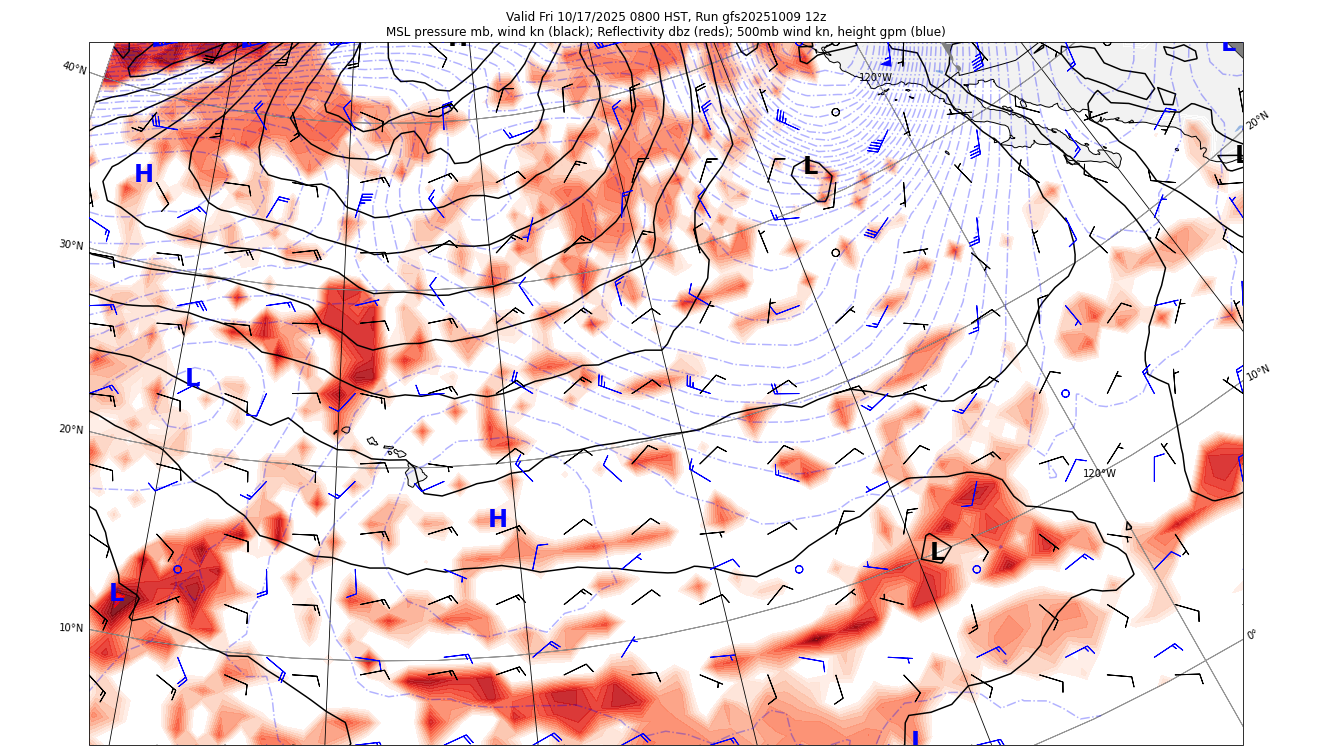 Valid Fri 10/17/2025 0800 HST, Run gfs20251009 12z
MSL pressure mb, wind kn (black); Reflectivity dbz (reds); 500mb wind kn, height gpm (blue)
40°N
120°W
20°N
L
L
H
30°N
L
10°N
20°N
120°W
H
L
L
10°N
0°
L